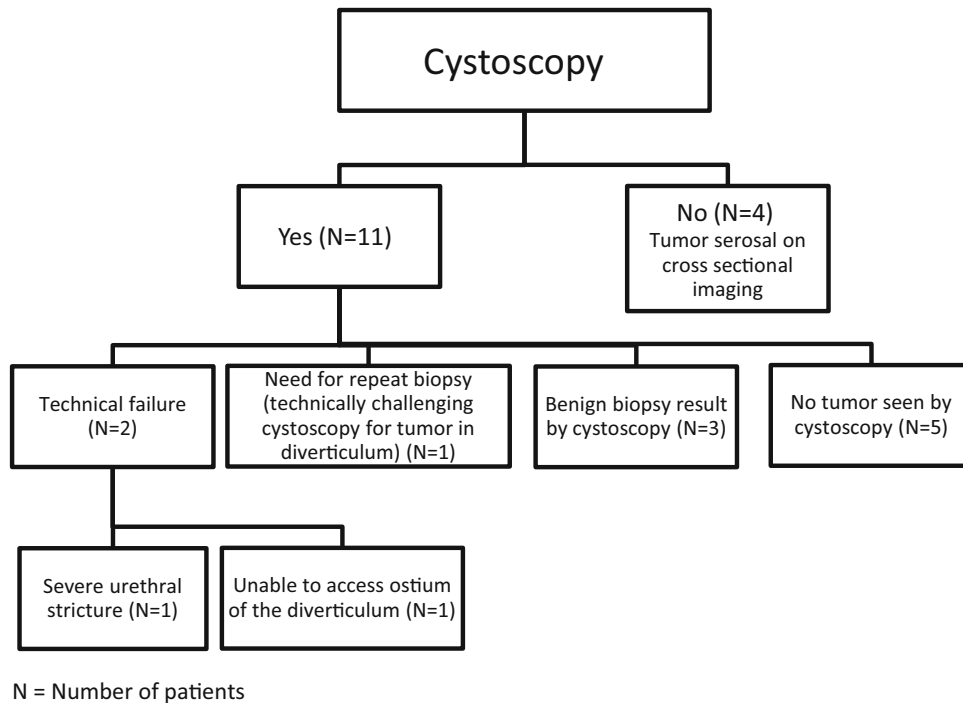 Cystoscopy
Yes (N=11)
No (N=4)
Tumor serosal on
cross sectional
imaging
Technical failure
(N=2)
Need for repeat biopsy
(technically challenging
cystoscopy for tumor in
diverticulum) (N=1)
Benign biopsy result
by cystoscopy (N=3)
No tumor seen by
cystoscopy (N=5)
Severe urethral
stricture (N=1)
Unable to access ostium
of the diverticulum (N=1)
N = Number of patients